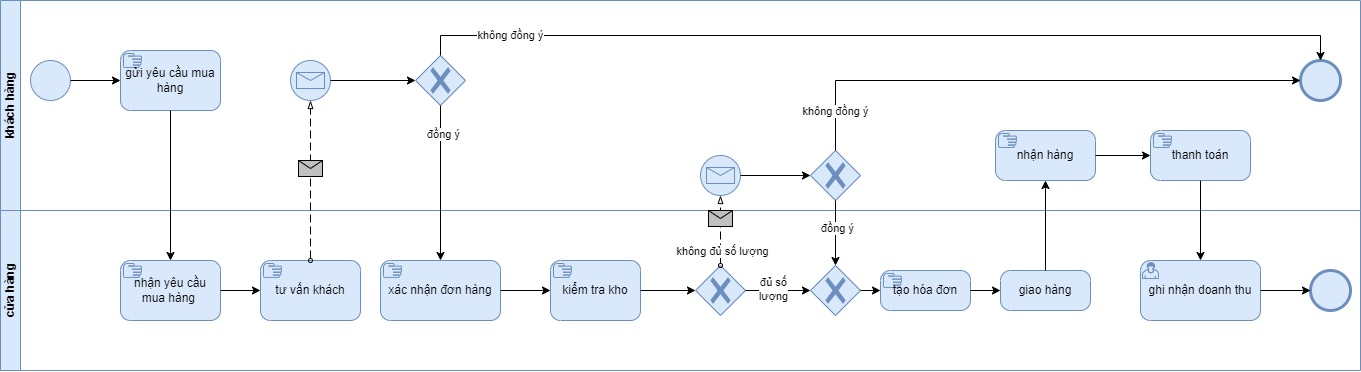 khách hàng
gửi yêu cầu mua
hàng
không đồng ý
đồng ý
không đồng ý
nhận hàng
thanh toán
cửa hàng
nhận yêu cầu
mua hàng
tư vấn khách
xác nhận đơn hàng
kiểm tra kho
không đủ số lượng
đủ số
lượng
đồng ý
tạo hóa đơn
giao hàng
ghi nhận doanh thu